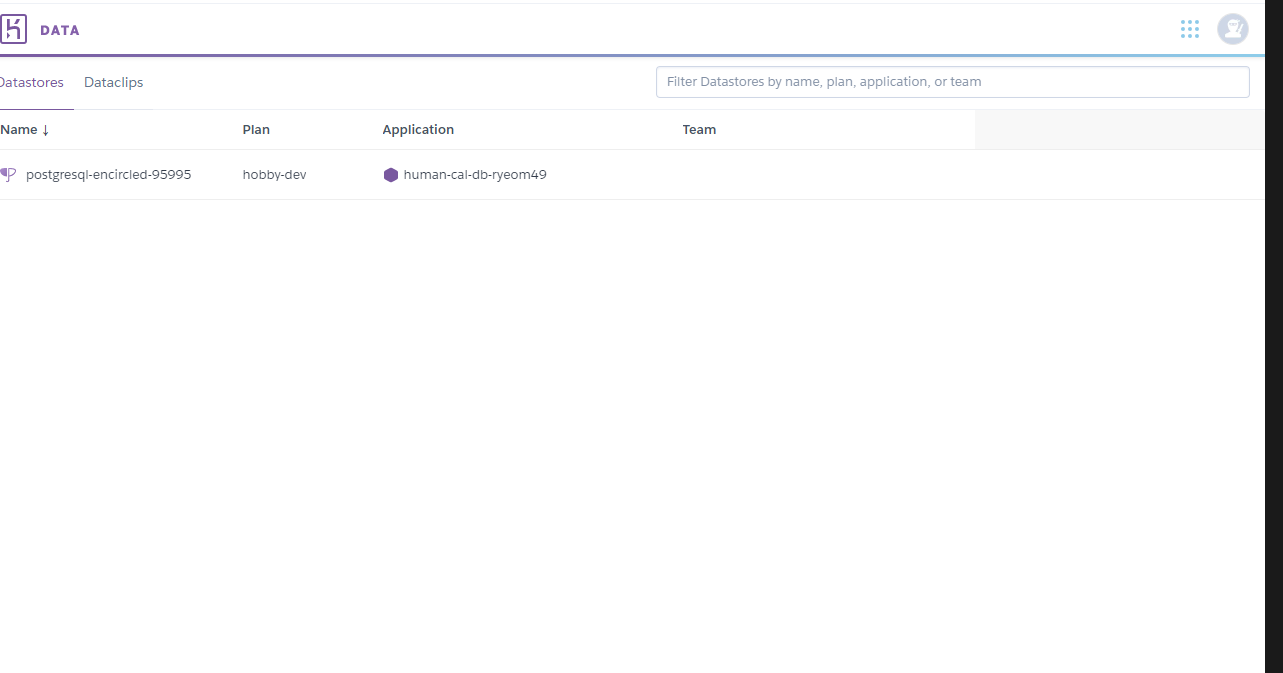 DATA
Datastores Dataclips Filter Datastores by name, plan, application, or team
Name ↓ Plan Application Team
postgresql-encircled-95995 hobby-dev human-cal-db-ryeom49